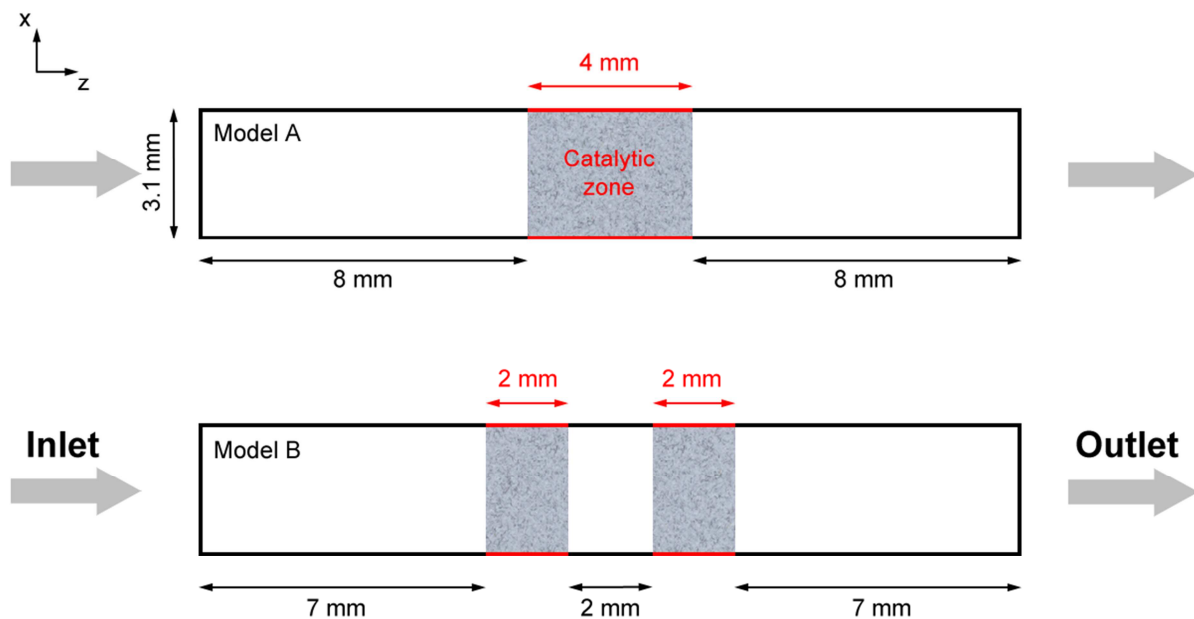 x
z
4 mm
Model A
3.1 mm
Catalytic
zone
8 mm
8 mm
2 mm
2 mm
Inlet
Model B
Outlet
7 mm
2 mm
7 mm